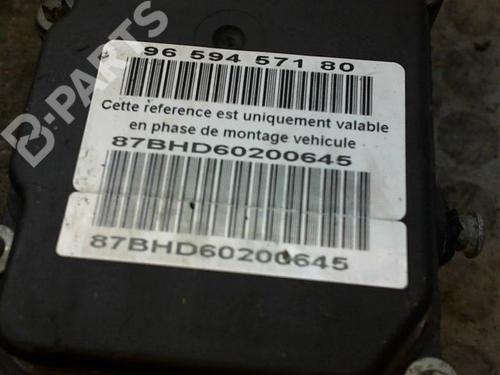 96 594 571 80
Cette reference est uniquement valable
en phase de montage vehicule
87BHD60200645
87BHD60200645
B-PARTS